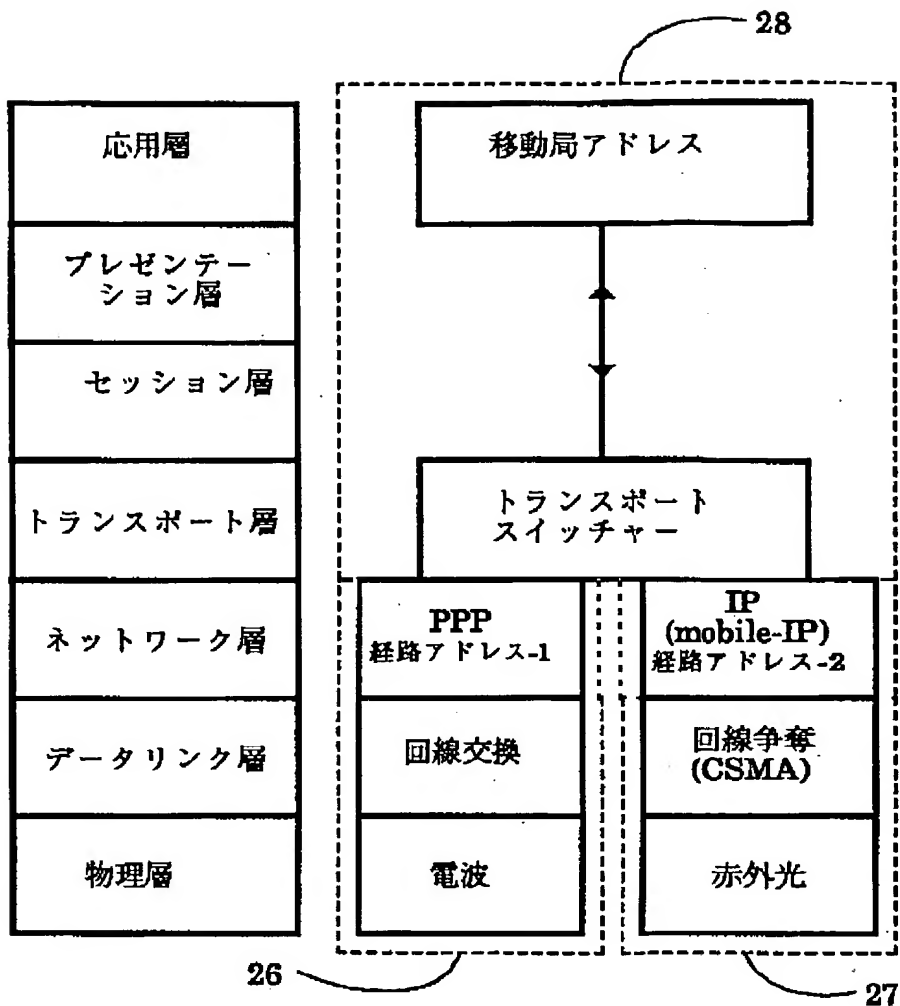 28
応用層
プレゼンテー
ション層
セッション層
トランスポート層
ネットワーク層
データリンク層
物理層
移動局アドレス
トランスポート
スイッチャー
PPP
経路アドレス-1
回線交換
電波
IP
(mobile-IP)
経路アドレス-2
回線争奪
(CSMA)
赤外光
26
27